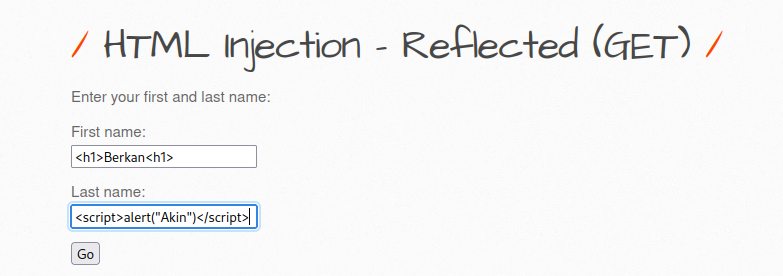 / HTML Injection - Reflected (GET) /
Enter your first and last name:
First name:
<h1>Berkan<h1>
Last name:
<script>alert("Akin")</script>
Go